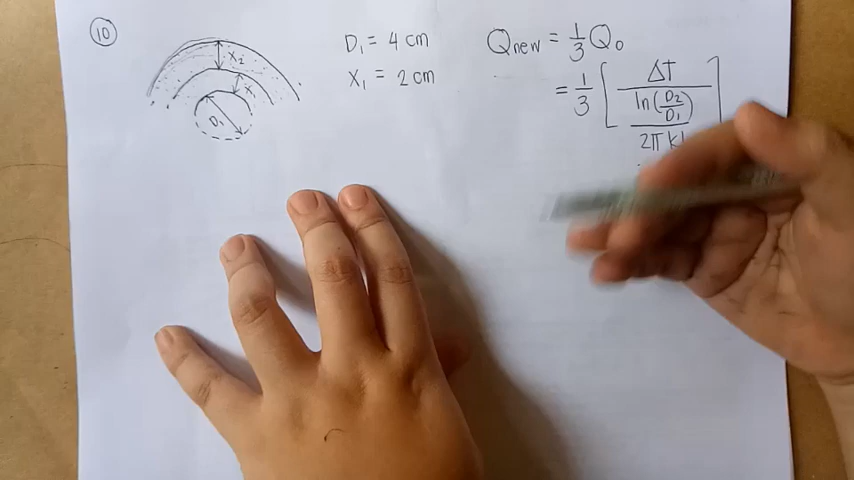 10
X₂
X₁
D₁
D₁ = 4 cm
X₁ = 2 cm
Qnew = 1/3 Q₀
= 1/3 [ ΔT / ( ln(D₂/D₁) / 2πkL ) ]